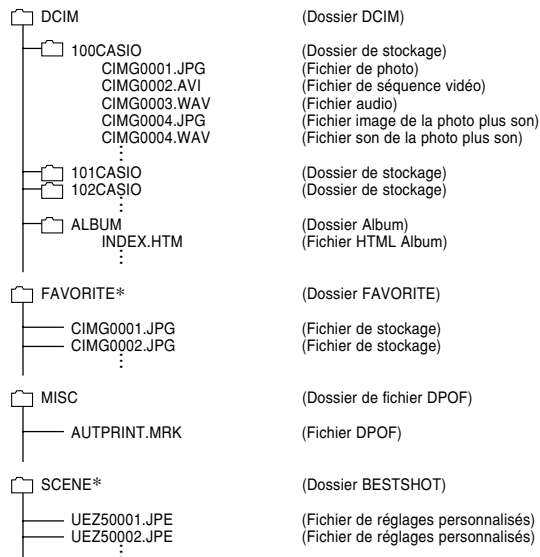 DCIM (Dossier DCIM)
100CASIO (Dossier de stockage)
CIMG0001.JPG (Fichier de photo)
CIMG0002.AVI (Fichier de séquence vidéo)
CIMG0003.WAV (Fichier audio)
CIMG0004.JPG (Fichier image de la photo plus son)
CIMG0004.WAV (Fichier son de la photo plus son)
101CASIO (Dossier de stockage)
102CASIO (Dossier de stockage)
ALBUM (Dossier Album)
INDEX.HTM (Fichier HTML Album)
FAVORITE* (Dossier FAVORITE)
CIMG0001.JPG (Fichier de stockage)
CIMG0002.JPG (Fichier de stockage)
MISC (Dossier de fichier DPOF)
AUTPRINT.MRK (Fichier DPOF)
SCENE* (Dossier BESTSHOT)
UEZ50001.JPE (Fichier de réglages personnalisés)
UEZ50002.JPE (Fichier de réglages personnalisés)